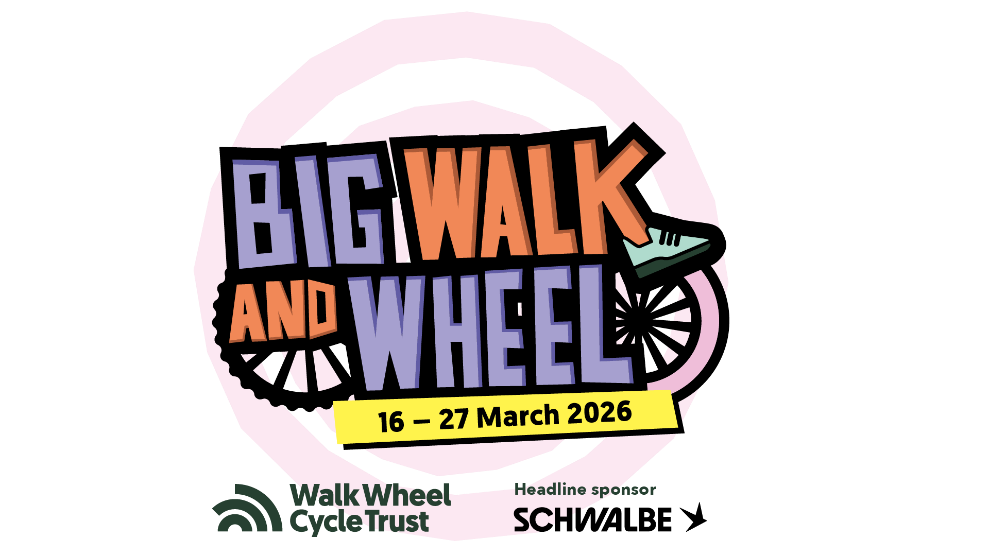 BIG WALK
AND WHEEL
16 – 27 March 2026
Walk Wheel
Cycle Trust
Headline sponsor
SCHWALBE